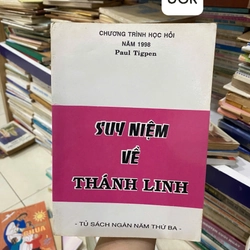 CHƯƠNG TRÌNH HỌC HỎI
NĂM 1998
Paul Tigpen
SUY NIỆM
VỀ
THÁNH LINH
- TỦ SÁCH NGÀN NĂM THỨ BA -